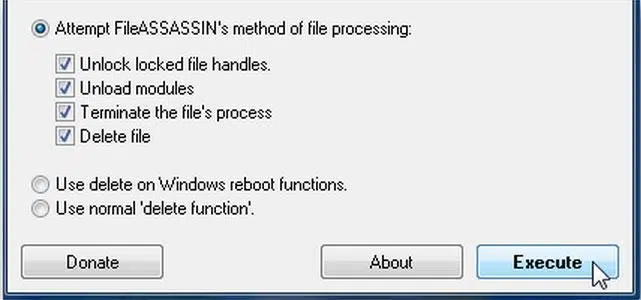 Attempt FileASSASSIN's method of file processing:
Unlock locked file handles.
Unload modules
Terminate the file's process
Delete file
Use delete on Windows reboot functions.
Use normal 'delete function'.
Donate
About
Execute